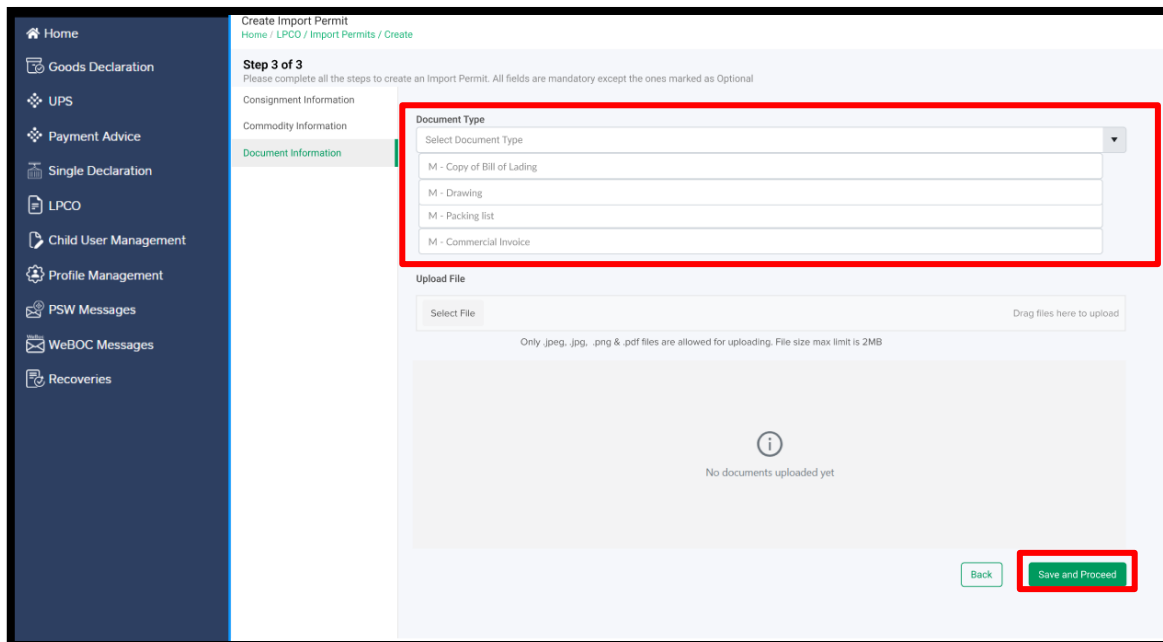 Home
Goods Declaration
UPS
Payment Advice
Single Declaration
LPCO
Child User Management
Profile Management
PSW Messages
WeBOC Messages
Recoveries
Create Import Permit
Home / LPCO / Import Permits / Create
Step 3 of 3
Please complete all the steps to create an Import Permit. All fields are mandatory except the ones marked as Optional
Consignment Information
Commodity Information
Document Information
Document Type
Select Document Type
M - Copy of Bill of Lading
M - Drawing
M - Packing list
M - Commercial Invoice
Upload File
Select File
Drag files here to upload
Only .jpeg, .jpg, .png & .pdf files are allowed for uploading. File size max limit is 2MB
No documents uploaded yet
Back
Save and Proceed